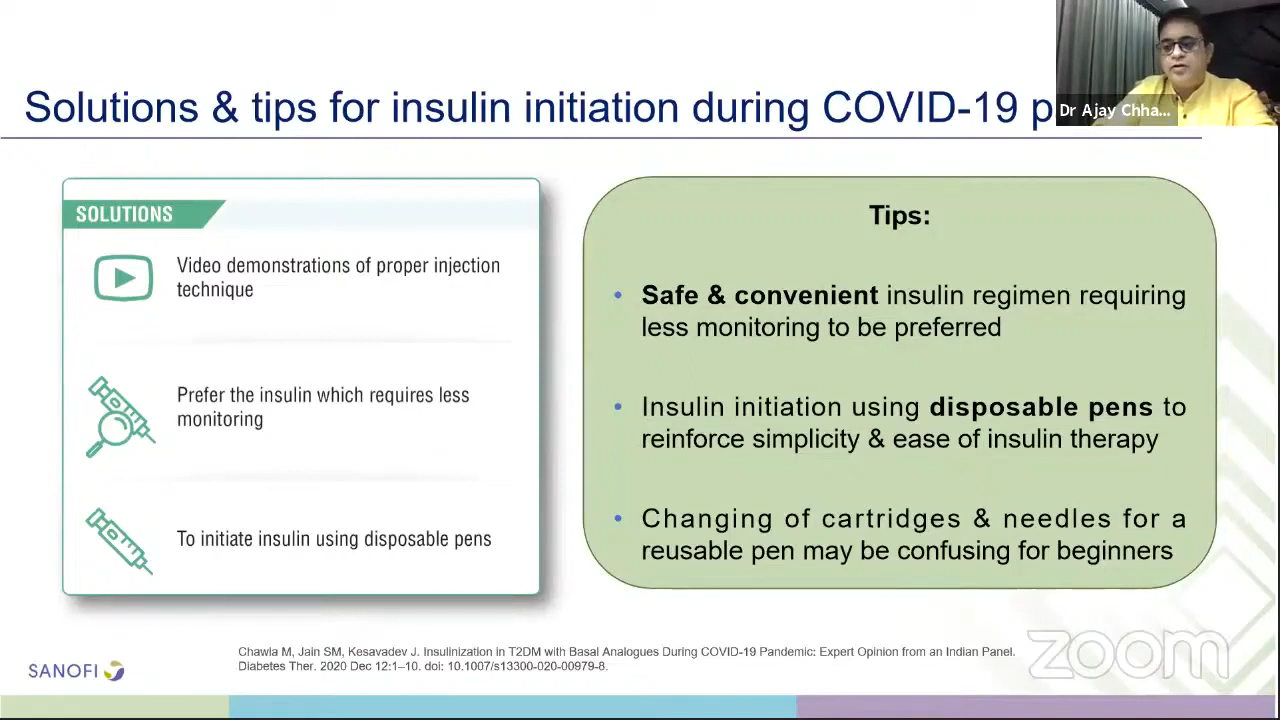 Solutions & tips for insulin initiation during COVID-19 p
Dr Ajay Chha...
SOLUTIONS
Video demonstrations of proper injection
technique
Prefer the insulin which requires less
monitoring
To initiate insulin using disposable pens
Tips:
• Safe & convenient insulin regimen requiring
less monitoring to be preferred
• Insulin initiation using disposable pens to
reinforce simplicity & ease of insulin therapy
• Changing of cartridges & needles for a
reusable pen may be confusing for beginners
Chawla M, Jain SM, Kesavadev J. Insulinization in T2DM with Basal Analogues During COVID-19 Pandemic: Expert Opinion from an Indian Panel.
Diabetes Ther. 2020 Dec 12:1–10. doi: 10.1007/s13300-020-00979-8.
SANOFI
zoom